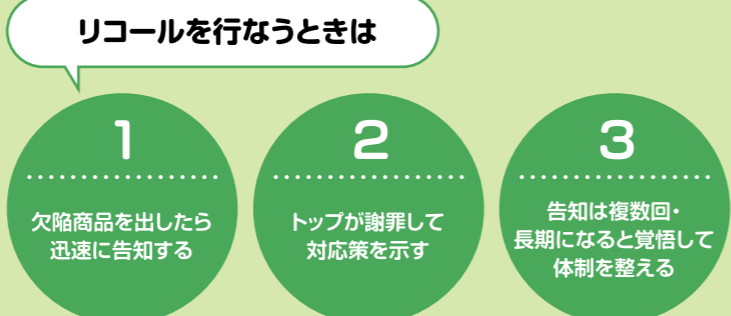 リコールを行なうときは
1
欠陥商品を出したら
迅速に告知する
2
トップが謝罪して
対応策を示す
3
告知は複数回・
長期になると覚悟して
体制を整える